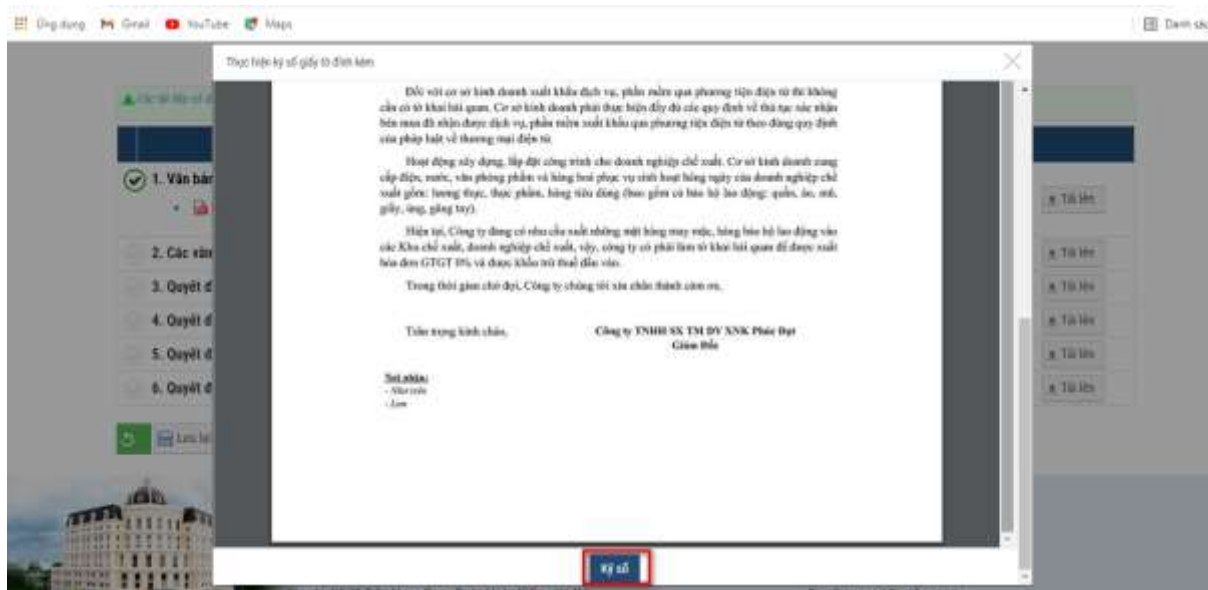 Ứng dụng Gmail YouTube Maps Danh sác
Thực hiện ký số giấy tờ đính kèm
Đối với cơ sở kinh doanh xuất khẩu dịch vụ, phần mềm qua phương tiện điện tử thì không
cần có tờ khai hải quan. Cơ sở kinh doanh phải thực hiện đầy đủ các quy định về thủ tục xác nhận
bên mua đã nhận được dịch vụ, phần mềm xuất khẩu qua phương tiện điện tử theo đúng quy định
của pháp luật về thương mại điện tử.
Hoạt động xây dựng, lắp đặt công trình cho doanh nghiệp chế xuất. Cơ sở kinh doanh cung
cấp điện, nước, văn phòng phẩm và hàng hoá phục vụ sinh hoạt hàng ngày của doanh nghiệp chế
xuất gồm: lương thực, thực phẩm, hàng tiêu dùng (bao gồm cả bảo hộ lao động: quần, áo, mũ,
giầy, ủng, găng tay).
Hiện tại, Công ty đang có nhu cầu xuất những mặt hàng may mặc, hàng bảo hộ lao động vào
các Khu chế xuất, doanh nghiệp chế xuất, vậy, công ty có phải làm tờ khai hải quan để được xuất
hóa đơn GTGT 0% và được khấu trừ thuế đầu vào.
Trong thời gian chờ đợi, Công ty chúng tôi xin chân thành cảm ơn.
Trân trọng kính chào, Công ty TNHH SX TM DV XNK Phúc Đạt
Giám Đốc
Nơi nhận:
- Như trên
- Lưu
1. Văn bản
Tải lên
2. Các văn
Tải lên
3. Quyết đ
Tải lên
4. Quyết đ
Tải lên
5. Quyết đ
Tải lên
6. Quyết đ
Tải lên
Lưu lại
Ký số